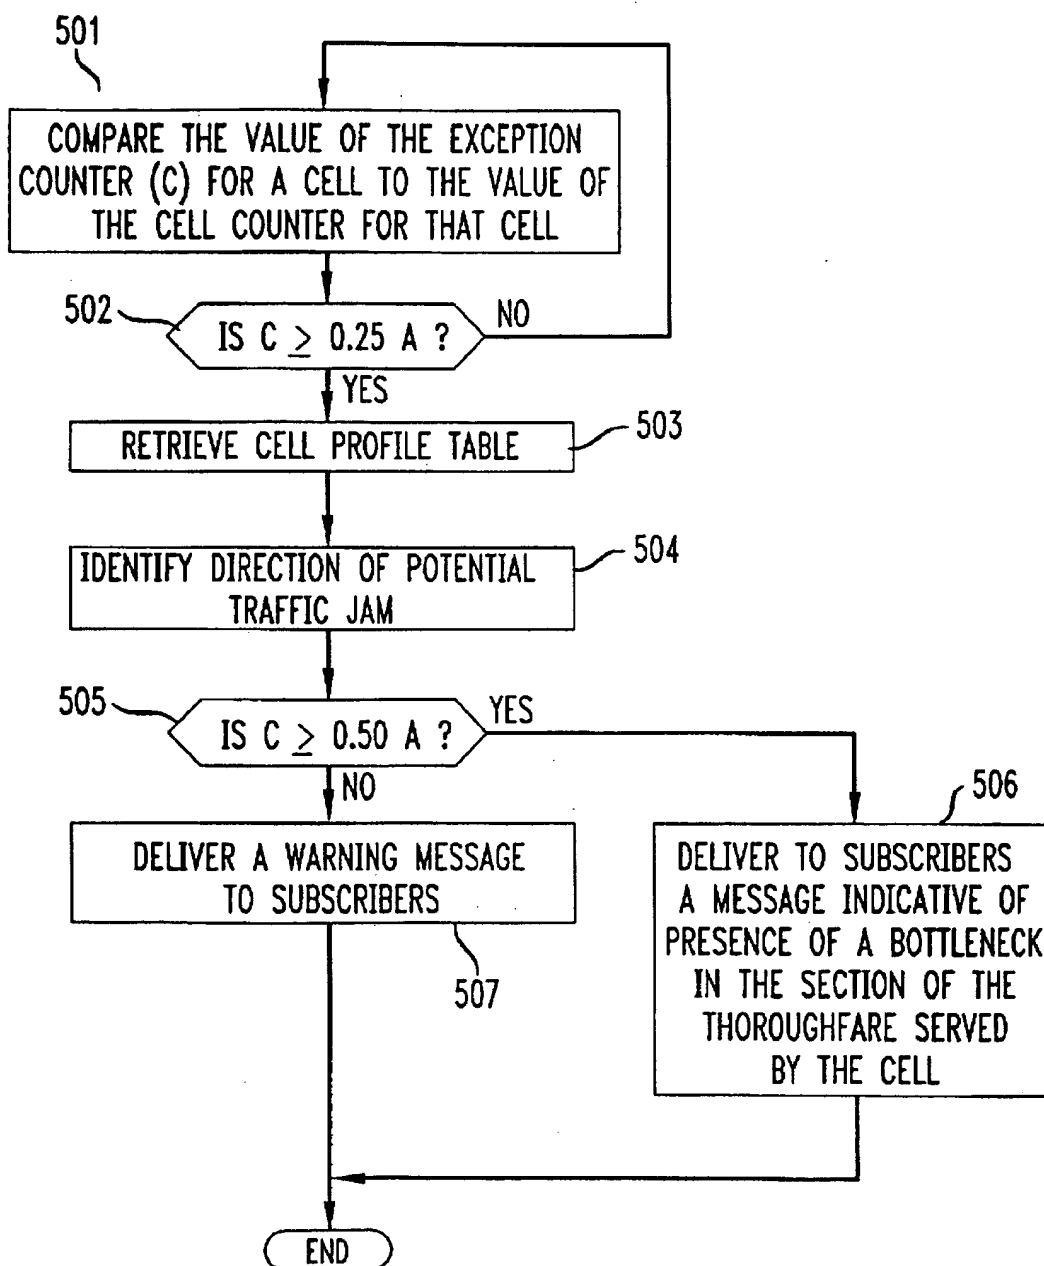 501
COMPARE THE VALUE OF THE EXCEPTION
COUNTER (C) FOR A CELL TO THE VALUE OF
THE CELL COUNTER FOR THAT CELL
502
IS C ≥ 0.25 A ?
NO
YES
RETRIEVE CELL PROFILE TABLE
503
IDENTIFY DIRECTION OF POTENTIAL
TRAFFIC JAM
504
505
IS C ≥ 0.50 A ?
YES
NO
DELIVER A WARNING MESSAGE
TO SUBSCRIBERS
507
506
DELIVER TO SUBSCRIBERS
A MESSAGE INDICATIVE OF
PRESENCE OF A BOTTLENECK
IN THE SECTION OF THE
THOROUGHFARE SERVED
BY THE CELL
END